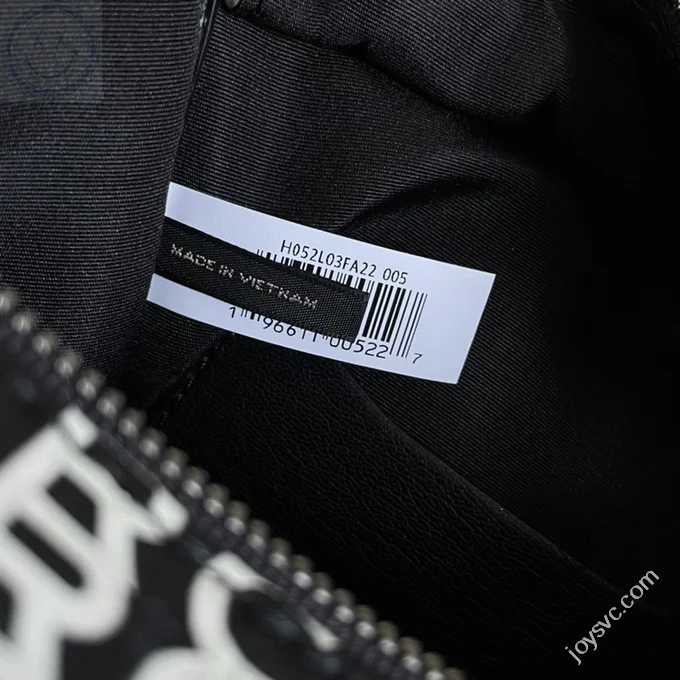 H052L03FA22 005
MADE IN VIETNAM
1 96611 00522 7
joysvc.com